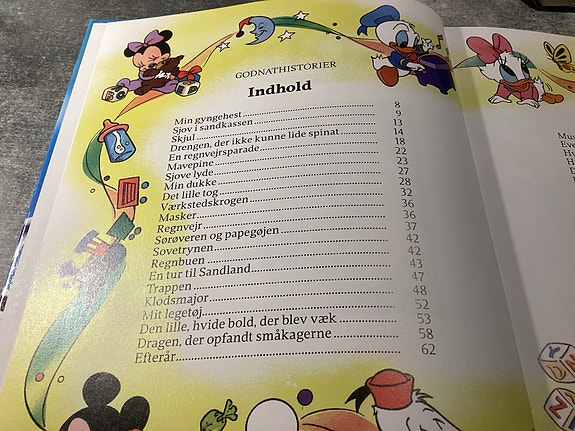 GODNATHISTORIER
Indhold
Min gyngehest 8
Sjov i sandkassen 9
Skjul 13
Drengen, der ikke kunne lide spinat 14
En regnvejrsparade 18
Mavepine 22
Sjove lyde 23
Min dukke 27
Det lille tog 28
Værkstedskrogen 32
Masker 36
Regnvejr 36
Sørøveren og papegøjen 37
Sovetrynen 42
Regnbuen 42
En tur til Sandland 43
Trappen 47
Klodsmajor 48
Mit legetøj 52
Den lille, hvide bold, der blev væk 53
Dragen, der opfandt småkagerne 58
Efterår 62